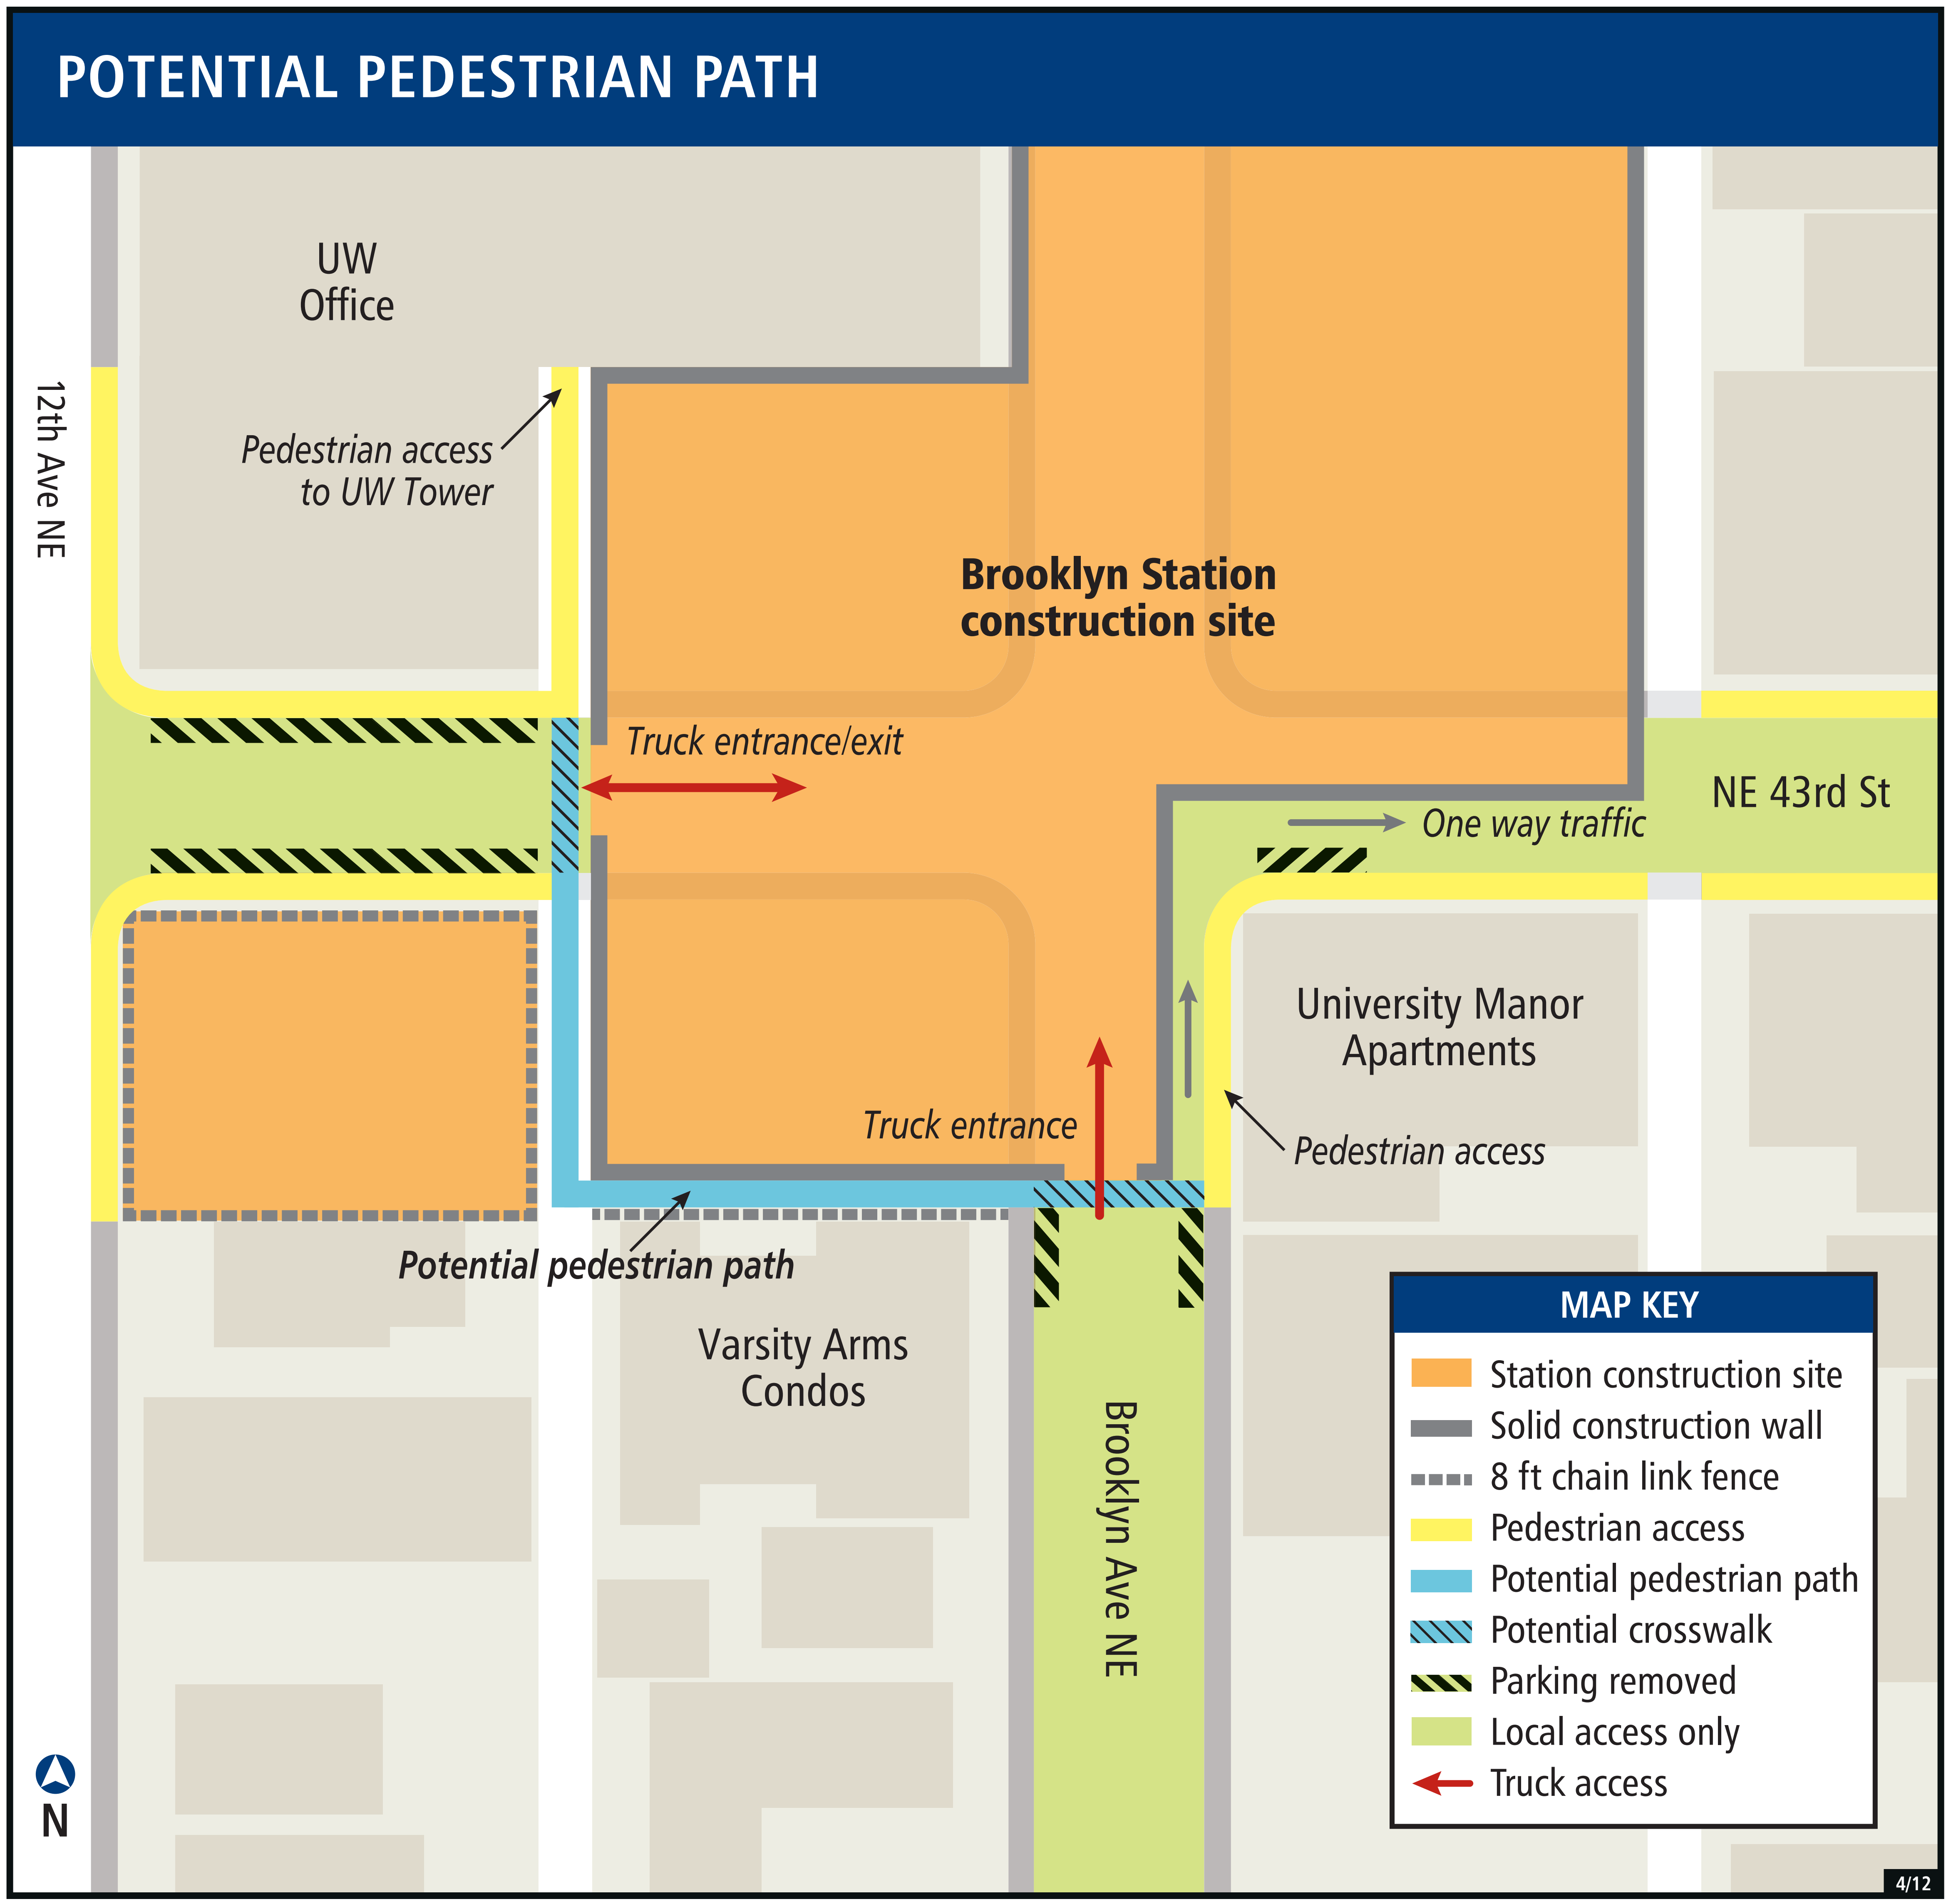 POTENTIAL PEDESTRIAN PATH
UW
Office
12th Ave NE
Pedestrian access
to UW Tower
Brooklyn Station
construction site
Truck entrance/exit
NE 43rd St
One way traffic
University Manor
Apartments
Truck entrance
Pedestrian access
Potential pedestrian path
Varsity Arms
Condos
Brooklyn Ave NE
MAP KEY
Station construction site
Solid construction wall
8 ft chain link fence
Pedestrian access
Potential pedestrian path
Potential crosswalk
Parking removed
Local access only
Truck access
N
4/12